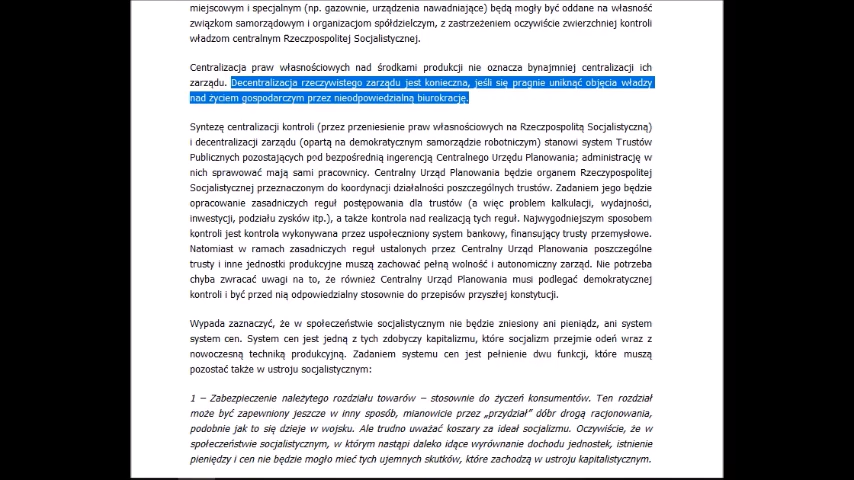 miejscowym i specjalnym (np. gazownie, urządzenia nawadniające) będą mogły być oddane na własność
związkom samorządowym i organizacjom spółdzielczym, z zastrzeżeniem oczywiście zwierzchniej kontroli
władzom centralnym Rzeczpospolitej Socjalistycznej.
Centralizacja praw własnościowych nad środkami produkcji nie oznacza bynajmniej centralizacji ich
zarządu. Decentralizacja rzeczywistego zarządu jest konieczna, jeśli się pragnie uniknąć objęcia władzy
nad życiem gospodarczym przez nieodpowiedzialną biurokrację.
Syntezę centralizacji kontroli (przez przeniesienie praw własnościowych na Rzeczpospolitą Socjalistyczną)
i decentralizacji zarządu (opartą na demokratycznym samorządzie robotniczym) stanowi system Trustów
Publicznych pozostających pod bezpośrednią ingerencją Centralnego Urzędu Planowania; administrację w
nich sprawować mają sami pracownicy. Centralny Urząd Planowania będzie organem Rzeczypospolitej
Socjalistycznej przeznaczonym do koordynacji działalności poszczególnych trustów. Zadaniem jego będzie
opracowanie zasadniczych reguł postępowania dla trustów (a więc problem kalkulacji, wydajności,
inwestycji, podziału zysków itp.), a także kontrola nad realizacją tych reguł. Najwygodniejszym sposobem
kontroli jest kontrola wykonywana przez uspołeczniony system bankowy, finansujący trusty przemysłowe.
Natomiast w ramach zasadniczych reguł ustalonych przez Centralny Urząd Planowania poszczególne
trusty i inne jednostki produkcyjne muszą zachować pełną wolność i autonomiczny zarząd. Nie potrzeba
chyba zwracać uwagi na to, że również Centralny Urząd Planowania musi podlegać demokratycznej
kontroli i być przed nią odpowiedzialny stosownie do przepisów przyszłej konstytucji.
Wypada zaznaczyć, że w społeczeństwie socjalistycznym nie będzie zniesiony ani pieniądz, ani system
system cen. System cen jest jedną z tych zdobyczy kapitalizmu, które socjalizm przejmie odeń wraz z
nowoczesną techniką produkcyjną. Zadaniem systemu cen jest pełnienie dwu funkcji, które muszą
pozostać także w ustroju socjalistycznym:
1 – Zabezpieczenie należytego rozdziału towarów – stosownie do życzeń konsumentów. Ten rozdział
może być zapewniony jeszcze w inny sposób, mianowicie przez „przydział” dóbr drogą racjonowania,
podobnie jak to się dzieje w wojsku. Ale trudno uważać koszary za ideał socjalizmu. Oczywiście, że w
społeczeństwie socjalistycznym, w którym nastąpi daleko idące wyrównanie dochodu jednostek, istnienie
pieniędzy i cen nie będzie mogło mieć tych ujemnych skutków, które zachodzą w ustroju kapitalistycznym.